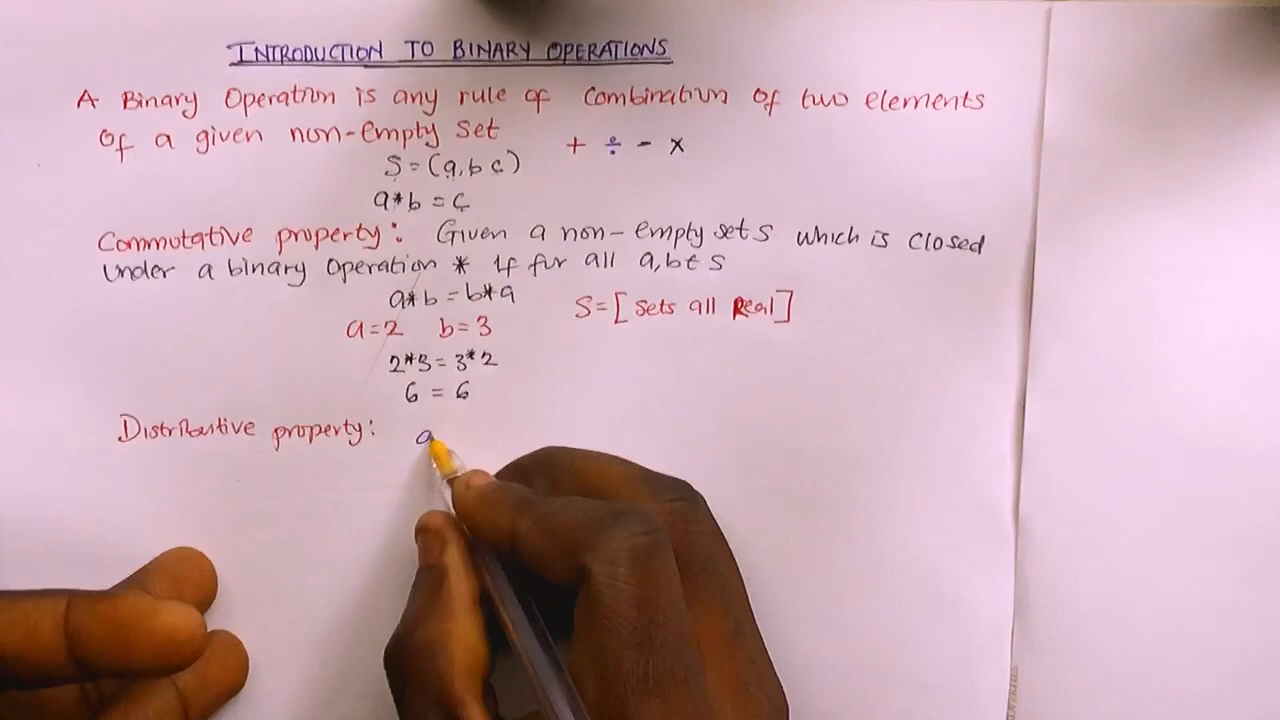 INTRODUCTION TO BINARY OPERATIONS
A Binary Operation is any rule of Combination of two elements
of a given non-empty set
+ ÷ - x
S = (a, b c)
a*b = c
Commutative property: Given a non-empty set S which is Closed
Under a binary Operation * if for all a, b ∈ S
a*b = b*a
S = [Sets all Real]
a = 2 b = 3
2*3 = 3*2
6 = 6
Distributive property: a